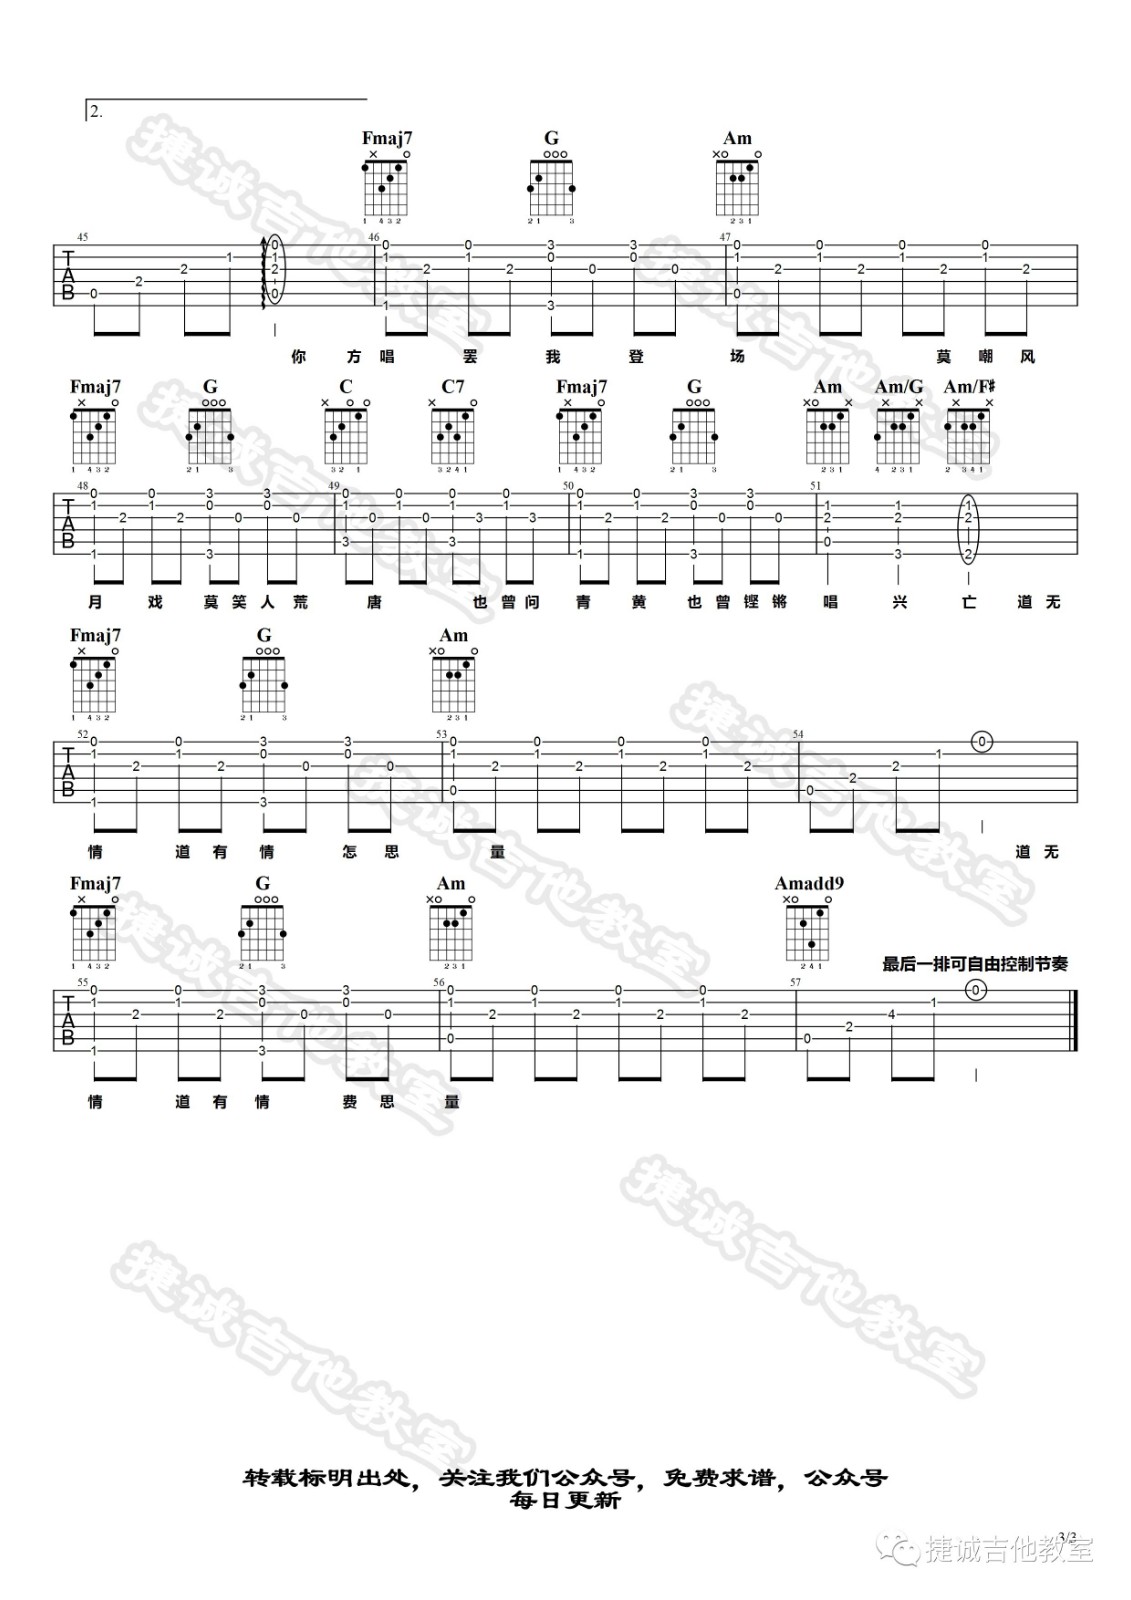 2.
Fmaj7 G Am
45 46 47
你 方 唱 罢 我 登 场 莫 嘲 风
Fmaj7 G C C7 Fmaj7 G Am Am/G Am/F#
48 49 50 51
月 戏 莫 笑 人 荒 唐 也 曾 问 青 黄 也 曾 铿 锵 唱 兴 亡 道 无
Fmaj7 G Am
52 53 54
情 道 有 情 怎 思 量 道 无
Fmaj7 G Am Amadd9
最后一排可自由控制节奏
55 56 57
情 道 有 情 费 思 量
转载标明出处，关注我们公众号，免费求谱，公众号
每日更新
3/3
捷诚吉他教室